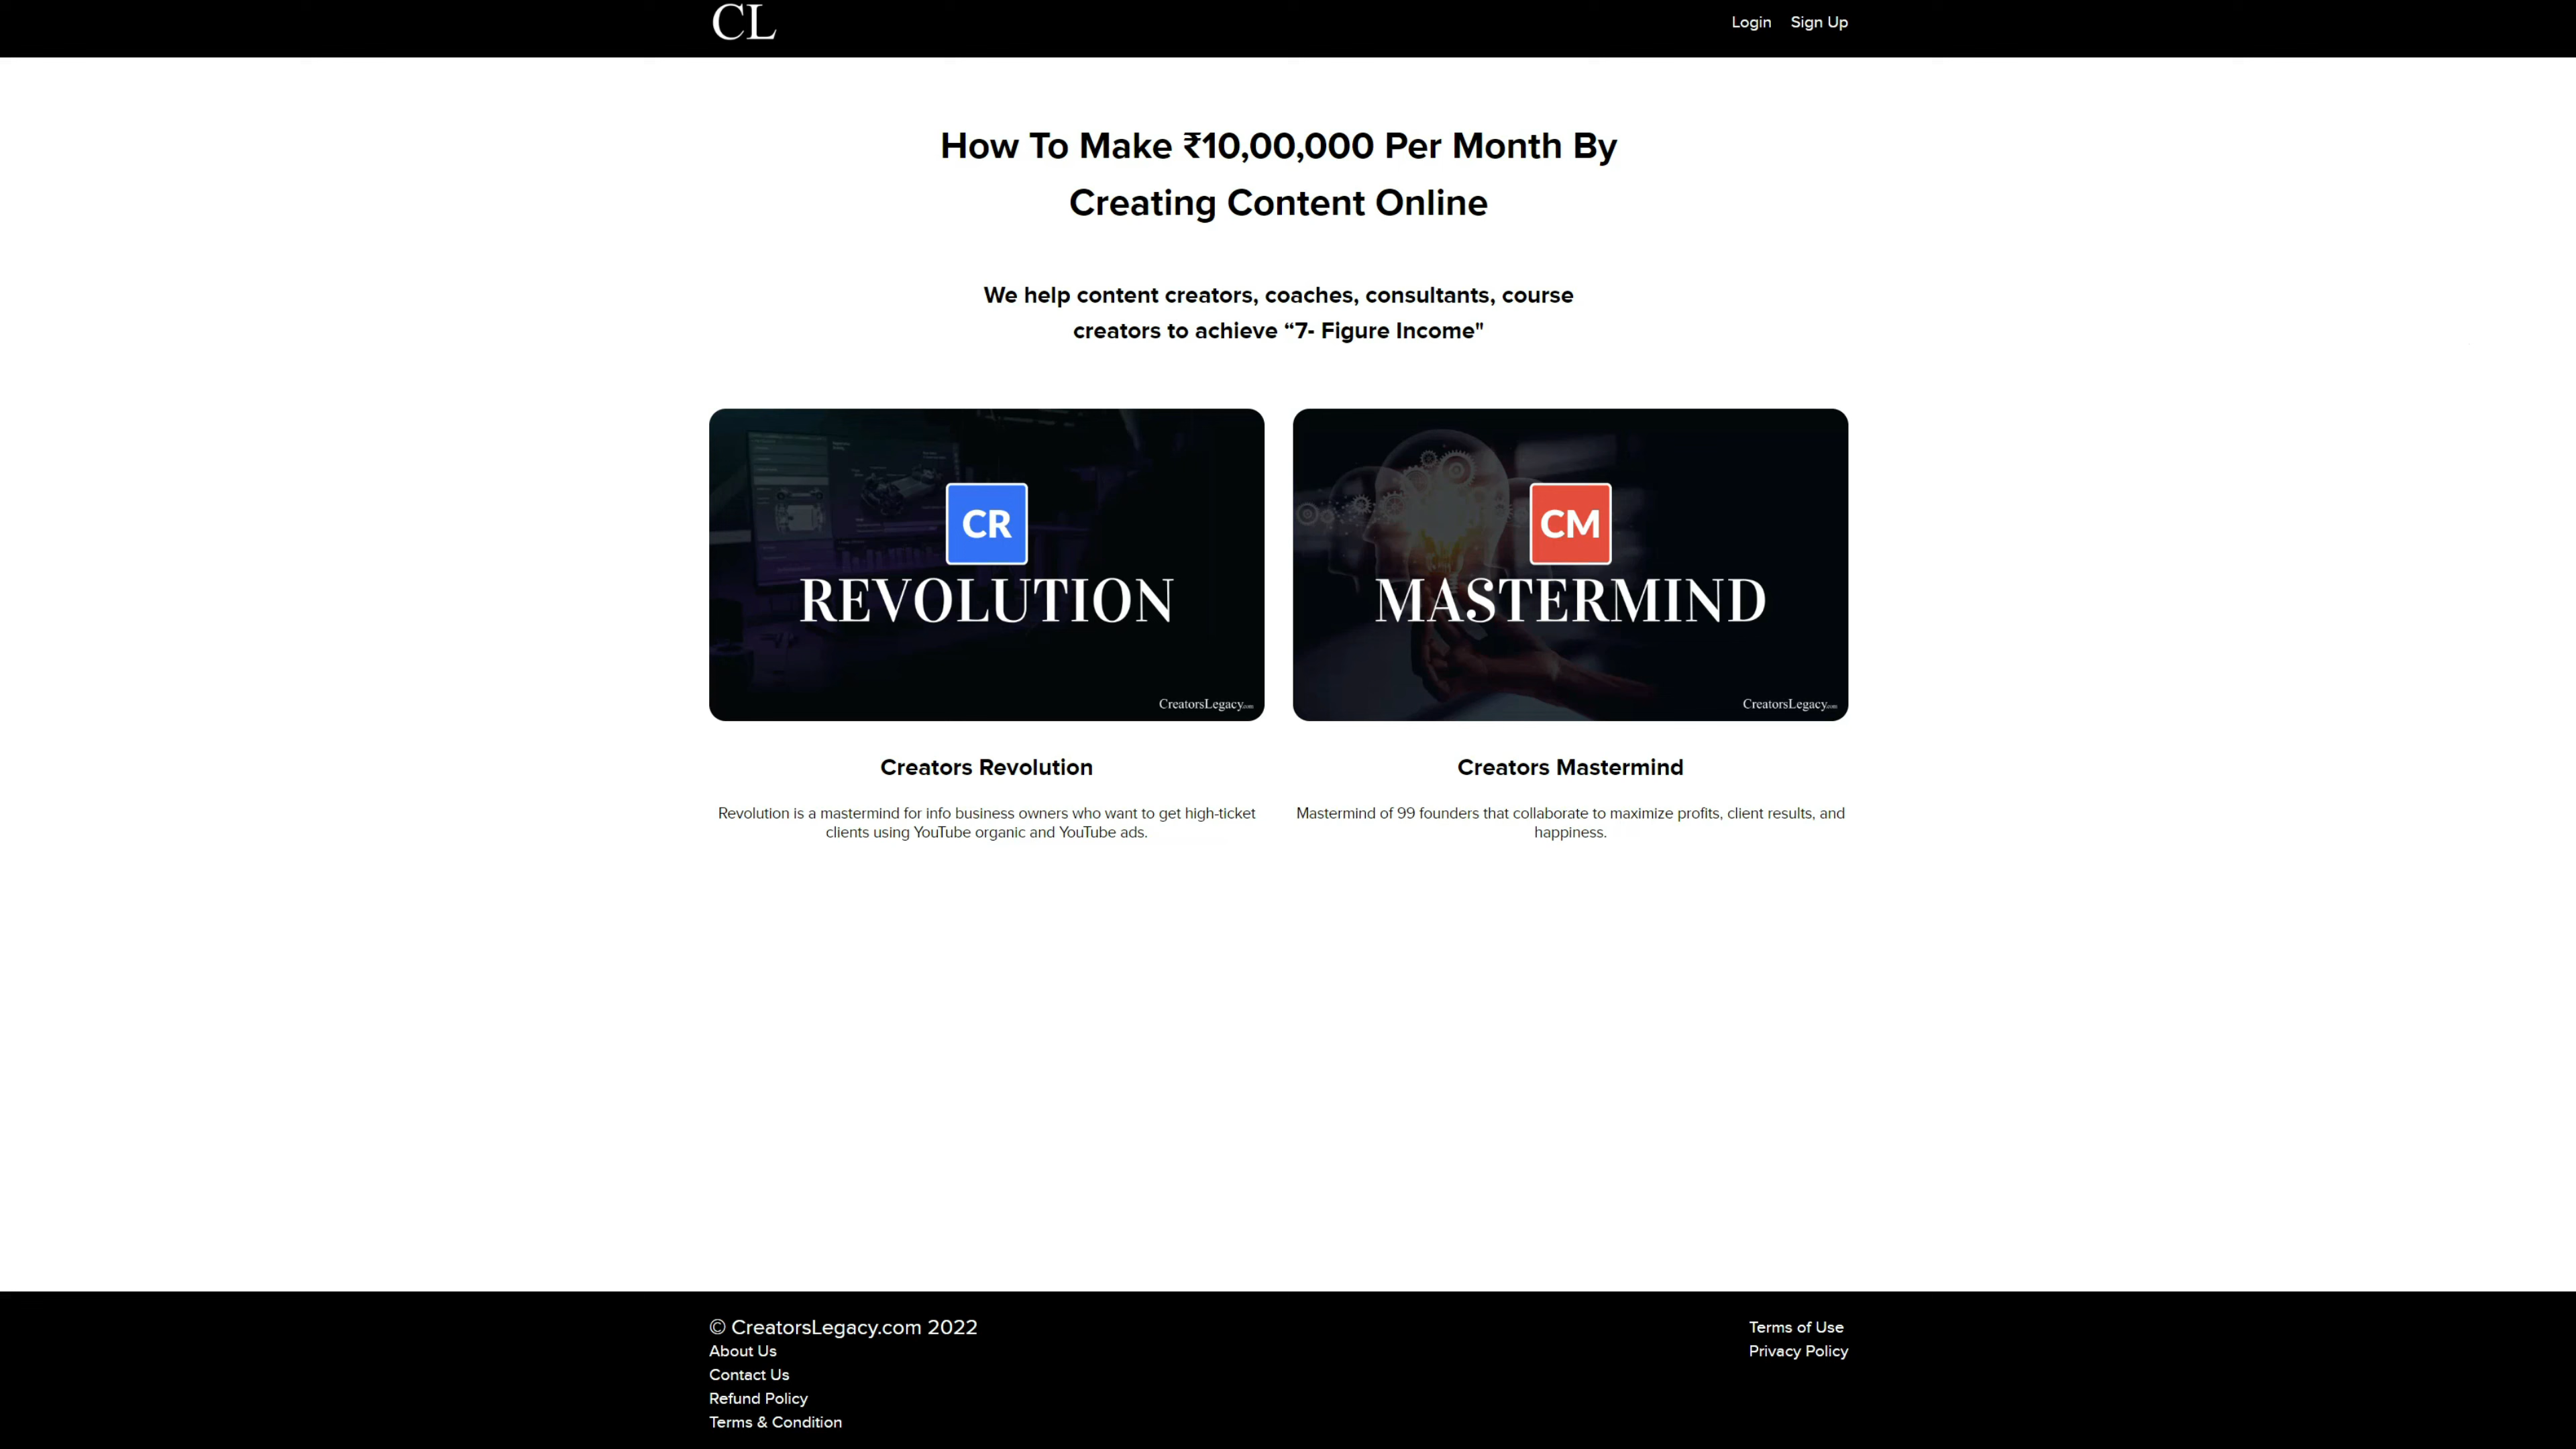 CL
Login Sign Up
How To Make ₹10,00,000 Per Month By
Creating Content Online
We help content creators, coaches, consultants, course
creators to achieve “7- Figure Income"
CR
REVOLUTION
CreatorsLegacy.com
CM
MASTERMIND
CreatorsLegacy.com
Creators Revolution
Revolution is a mastermind for info business owners who want to get high-ticket
clients using YouTube organic and YouTube ads.
Creators Mastermind
Mastermind of 99 founders that collaborate to maximize profits, client results, and
happiness.
© CreatorsLegacy.com 2022
About Us
Contact Us
Refund Policy
Terms & Condition
Terms of Use
Privacy Policy